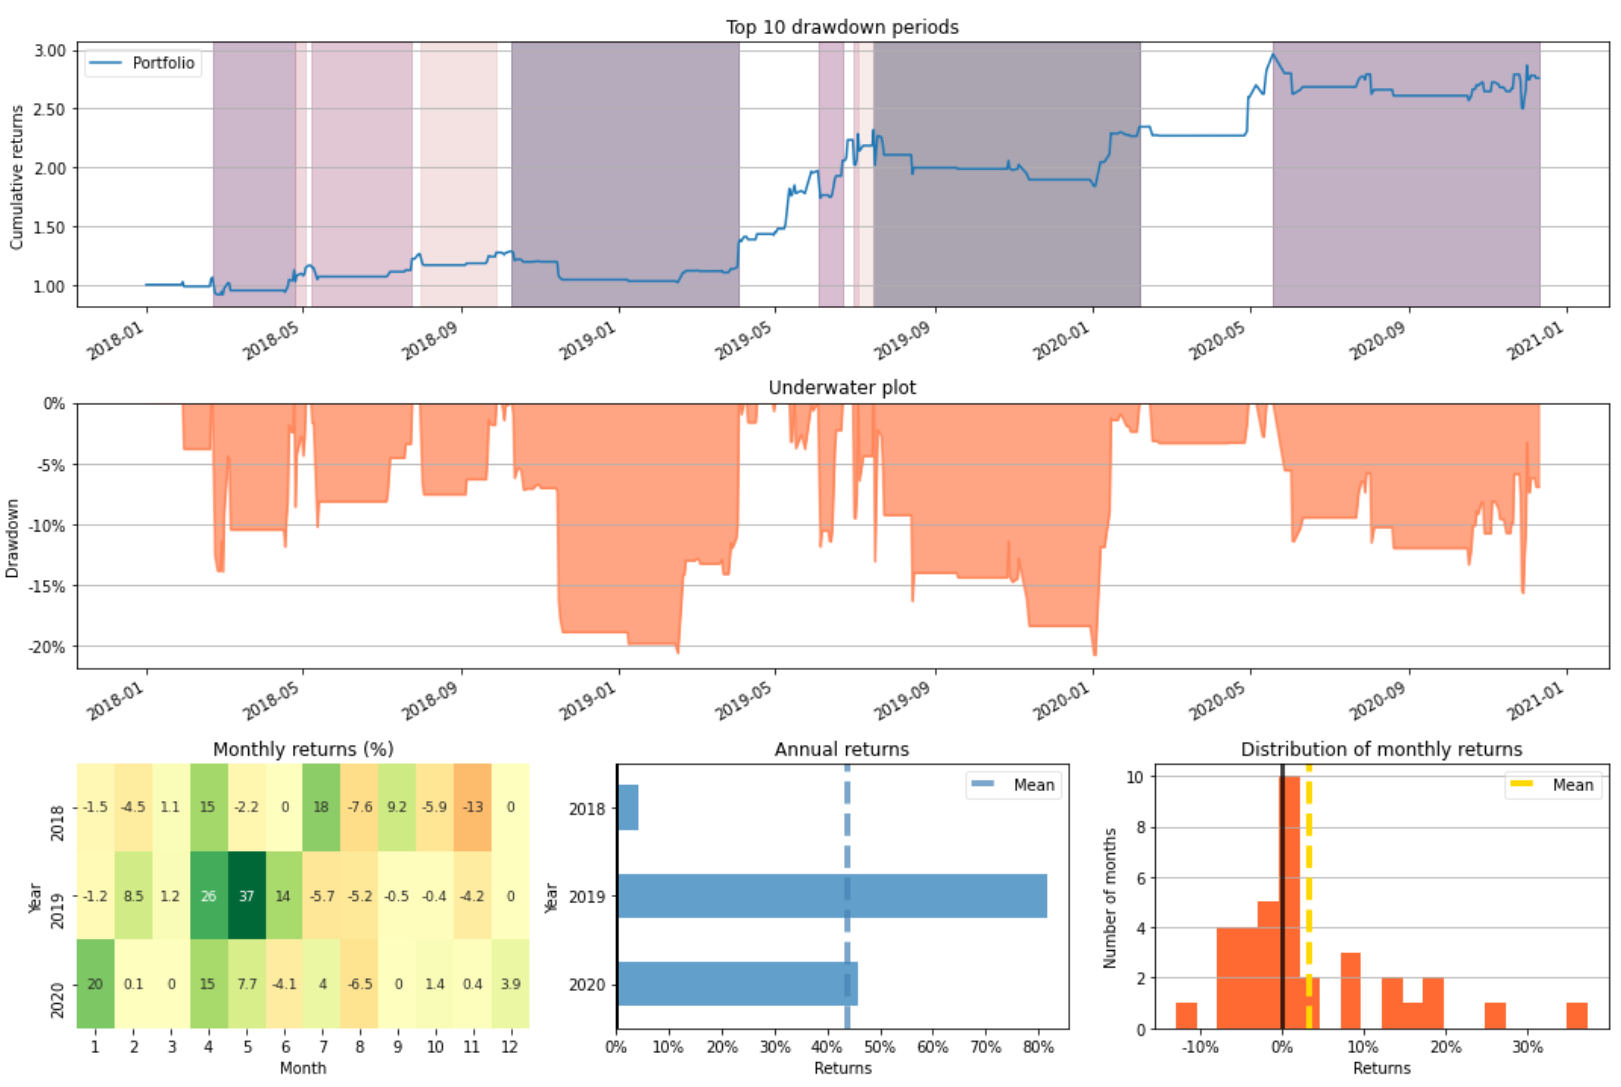 Top 10 drawdown periods
Portfolio
Cumulative returns
3.00
2.50
2.00
1.50
1.00
2018-01 2018-05 2018-09 2019-01 2019-05 2019-09 2020-01 2020-05 2020-09 2021-01
Underwater plot
Drawdown
0%
-5%
-10%
-15%
-20%
2018-01 2018-05 2018-09 2019-01 2019-05 2019-09 2020-01 2020-05 2020-09 2021-01
Monthly returns (%)
Year
2018 -1.5 -4.5 1.1 15 -2.2 0 18 -7.6 9.2 -5.9 -13 0
2019 -1.2 8.5 1.2 26 37 14 -5.7 -5.2 -0.5 -0.4 -4.2 0
2020 20 0.1 0 15 7.7 -4.1 4 -6.5 0 1.4 0.4 3.9
1 2 3 4 5 6 7 8 9 10 11 12
Month
Annual returns
Mean
Year
2018
2019
2020
0% 10% 20% 30% 40% 50% 60% 70% 80%
Returns
Distribution of monthly returns
Mean
Number of months
10
8
6
4
2
0
-10% 0% 10% 20% 30%
Returns